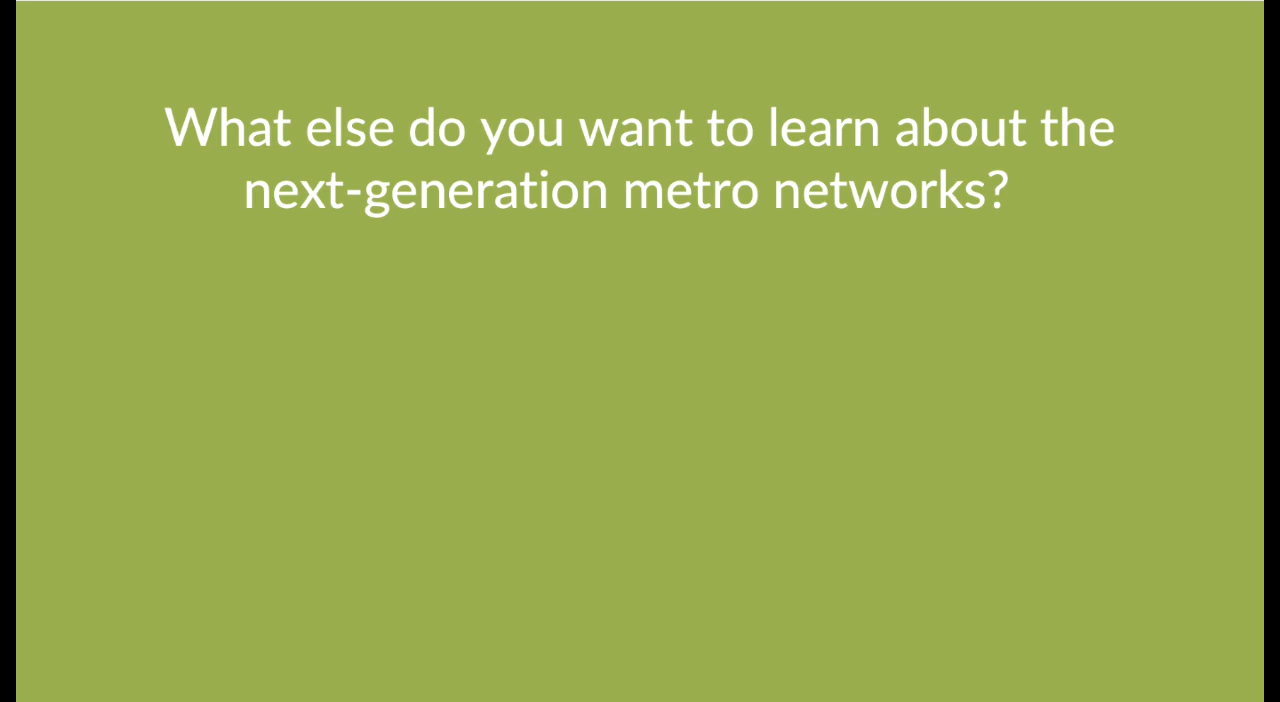 What else do you want to learn about the
next-generation metro networks?